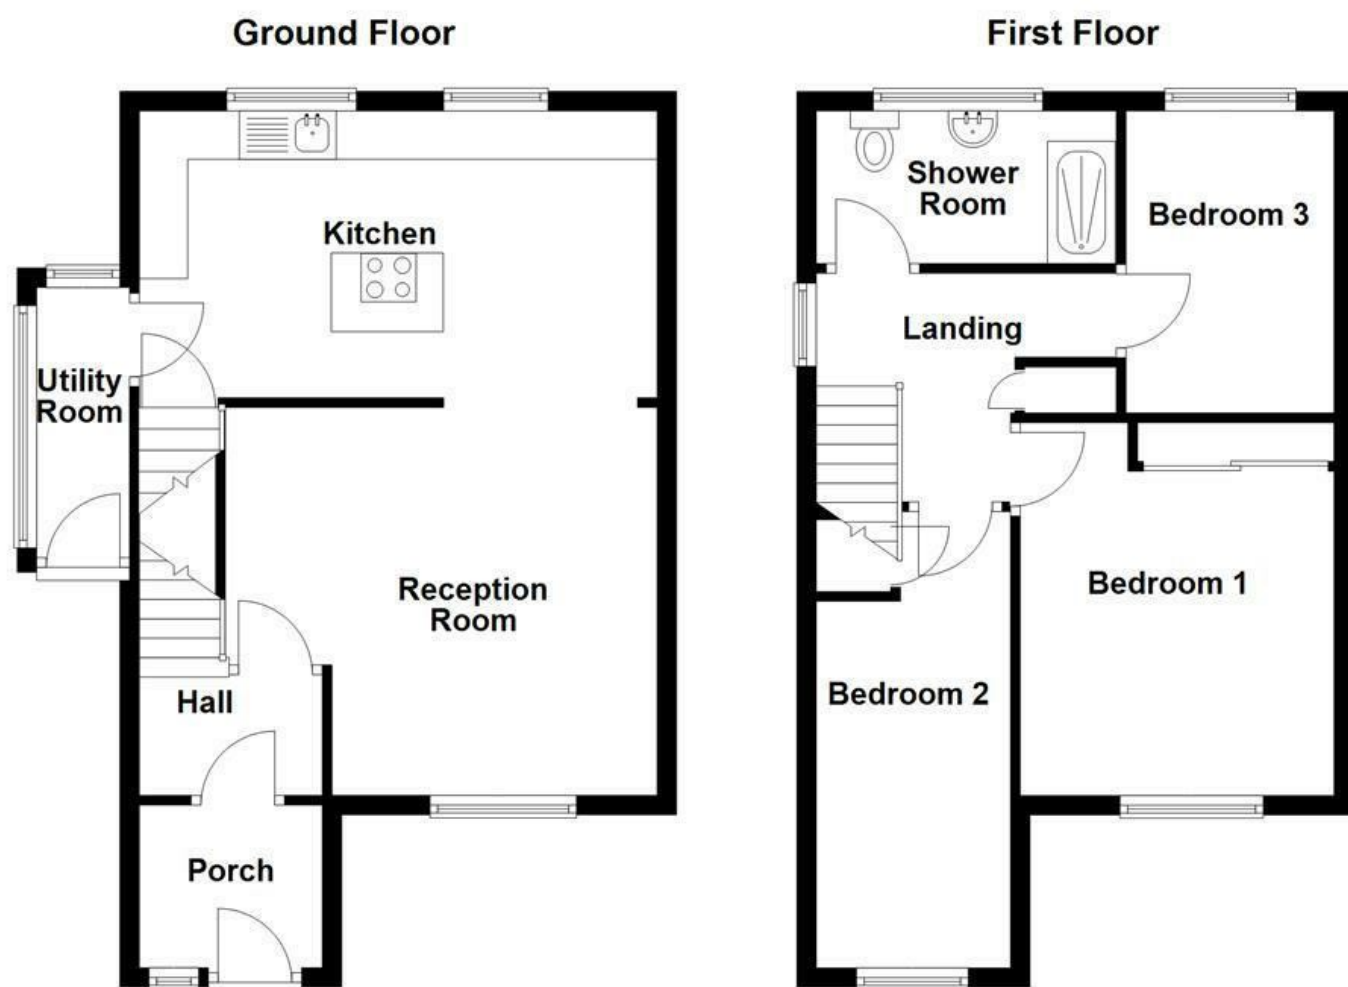 Ground Floor
Kitchen
Utility
Room
Reception
Room
Hall
Porch
First Floor
Shower
Room
Bedroom 3
Landing
Bedroom 1
Bedroom 2